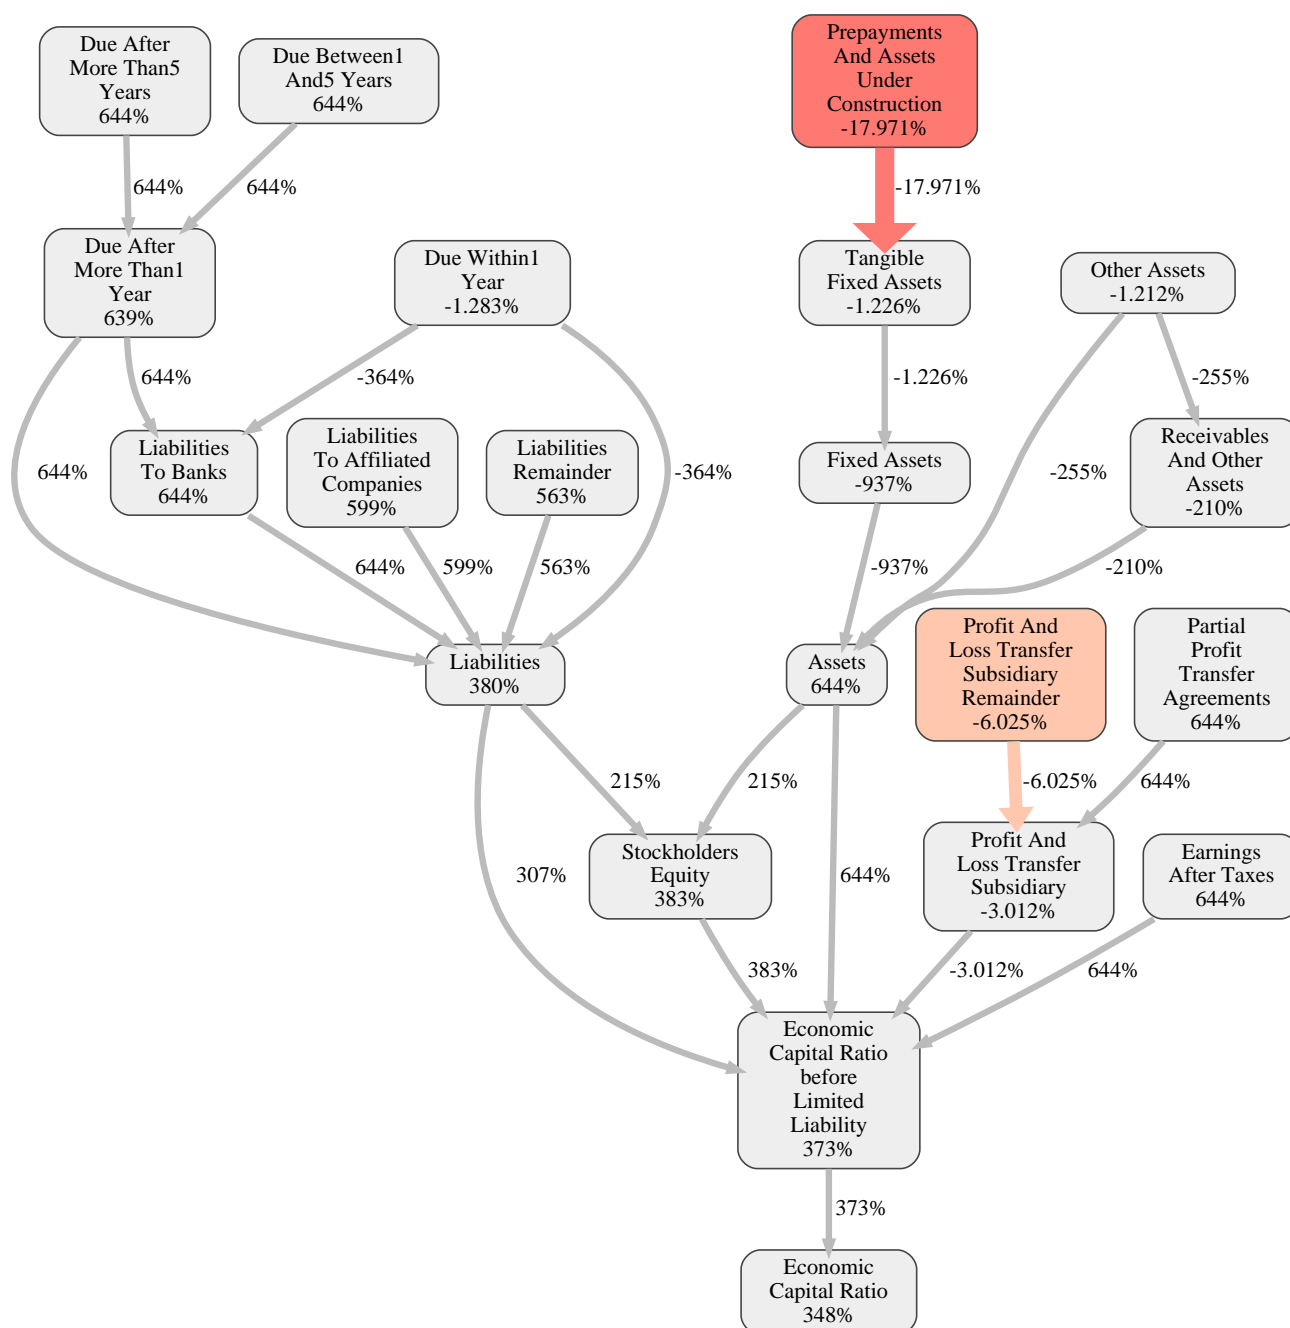 Due After
More Than5
Years
644%
Due Between1
And5 Years
644%
Prepayments
And Assets
Under
Construction
-17.971%
644%
644%
-17.971%
Due After
More Than1
Year
639%
Due Within1
Year
-1.283%
Tangible
Fixed Assets
-1.226%
Other Assets
-1.212%
644%
-364%
-1.226%
-255%
Liabilities
To Banks
644%
Liabilities
To Affiliated
Companies
599%
Liabilities
Remainder
563%
Fixed Assets
-937%
Receivables
And Other
Assets
-210%
644%
-364%
-255%
644%
599%
563%
-937%
-210%
Liabilities
380%
Assets
644%
Profit And
Loss Transfer
Subsidiary
Remainder
-6.025%
Partial
Profit
Transfer
Agreements
644%
215%
215%
-6.025%
644%
307%
Stockholders
Equity
383%
644%
Profit And
Loss Transfer
Subsidiary
-3.012%
Earnings
After Taxes
644%
383%
-3.012%
644%
Economic
Capital Ratio
before
Limited
Liability
373%
373%
Economic
Capital Ratio
348%